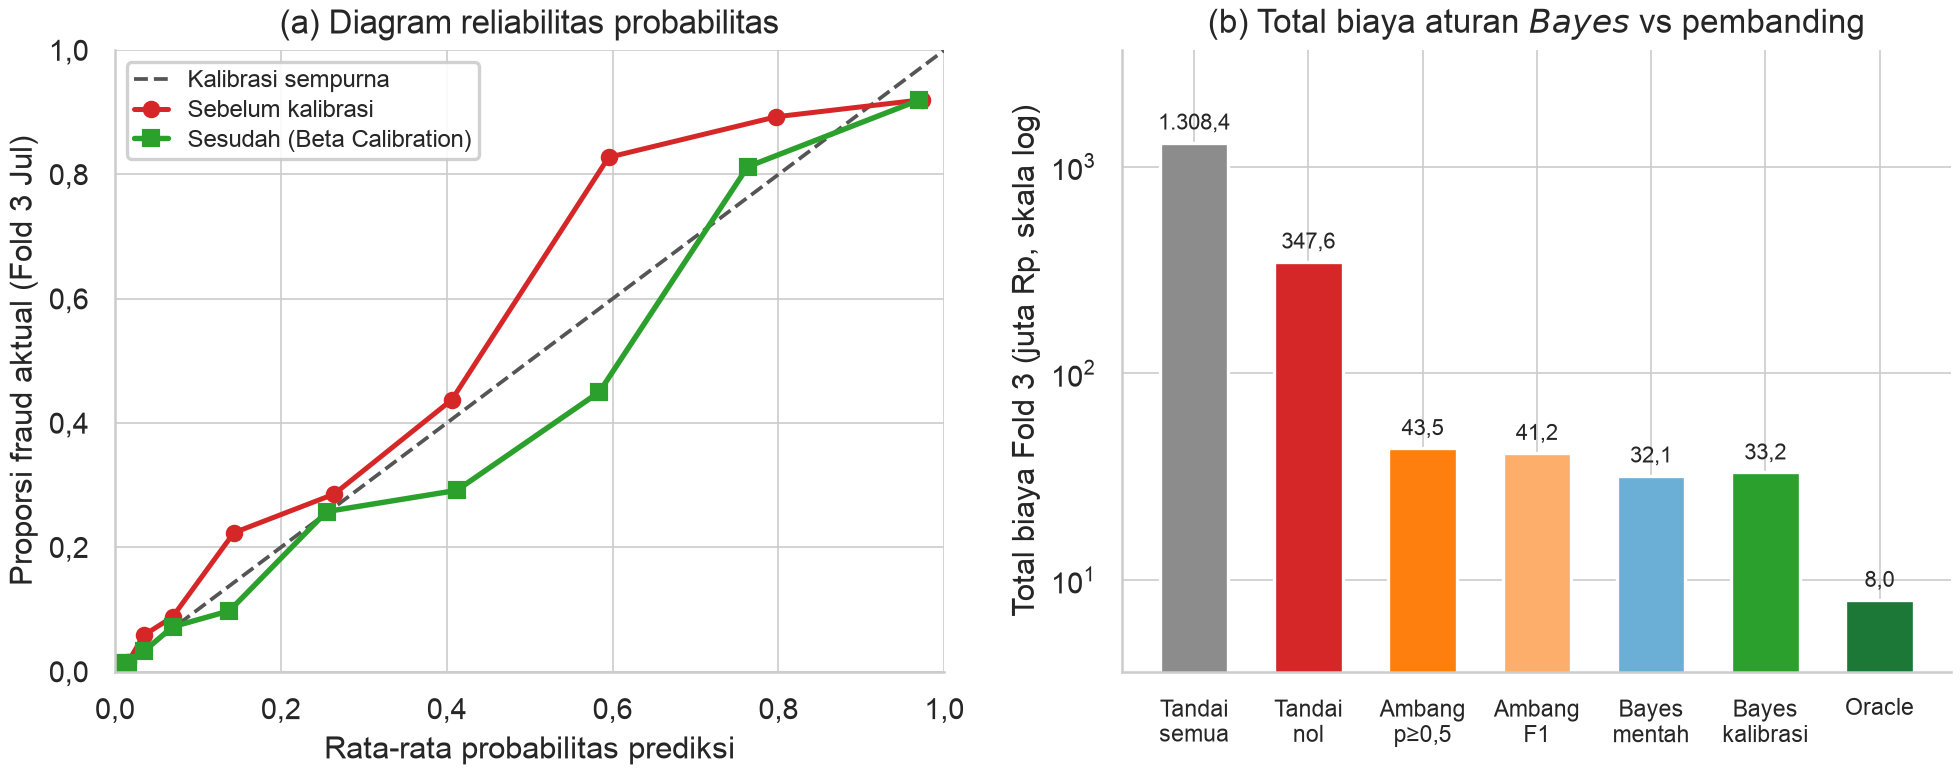 (a) Diagram reliabilitas probabilitas
Proporsi fraud aktual (Fold 3 Jul)
1,0
0,8
0,6
0,4
0,2
0,0
Kalibrasi sempurna
Sebelum kalibrasi
Sesudah (Beta Calibration)
0,0 0,2 0,4 0,6 0,8 1,0
Rata-rata probabilitas prediksi
(b) Total biaya aturan Bayes vs pembanding
Total biaya Fold 3 (juta Rp, skala log)
10³
10²
10¹
1.308,4
347,6
43,5
41,2
32,1
33,2
8,0
Tandai
semua
Tandai
nol
Ambang
p≥0,5
Ambang
F1
Bayes
mentah
Bayes
kalibrasi
Oracle